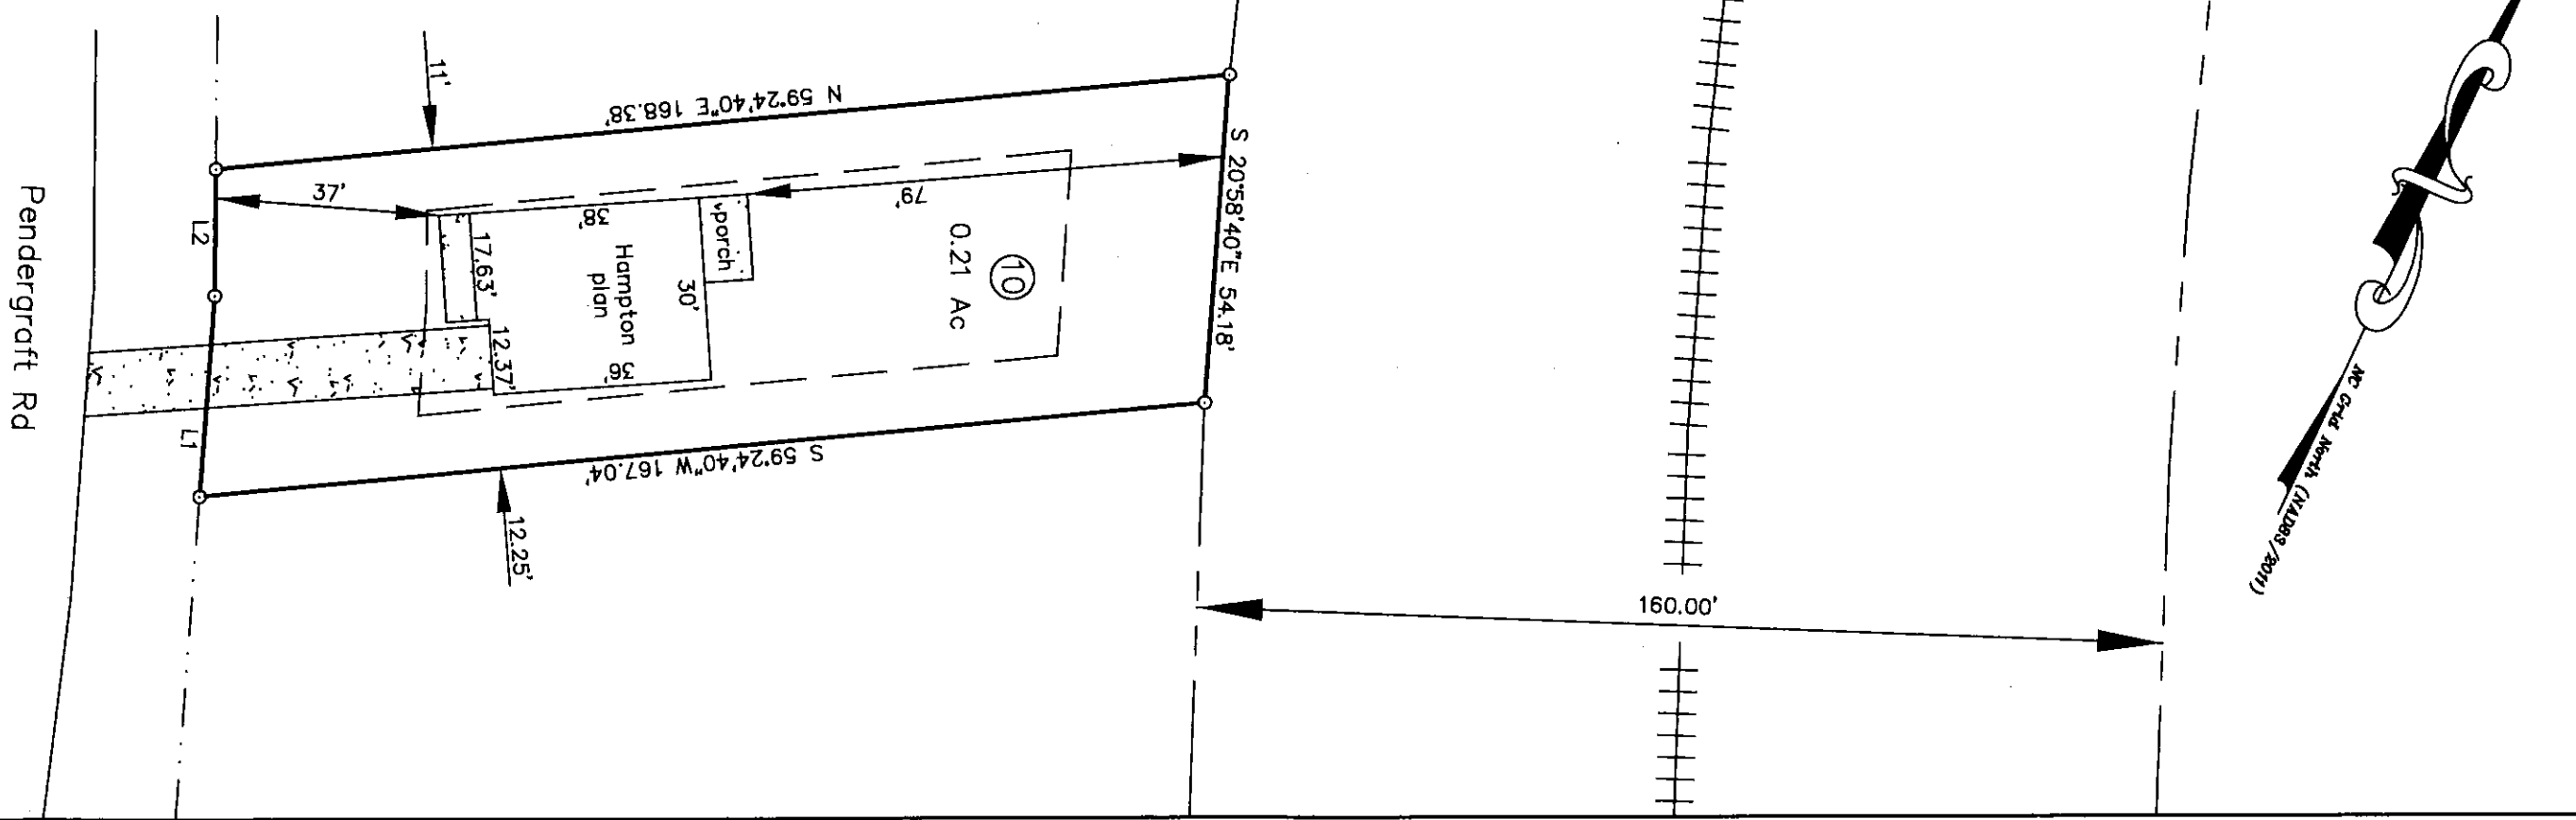 Pendergraft Rd
11'
N 59°24'40"E 168.38'
S 20°58'40"E 54.18'
S 59°24'40"W 167.04'
L2
L1
37'
79'
38'
porch
17.63'
Hampton
plan
30'
12.37'
36'
0.21 Ac
10
12.25'
160.00'
NC Grid North (NAD83/2011)